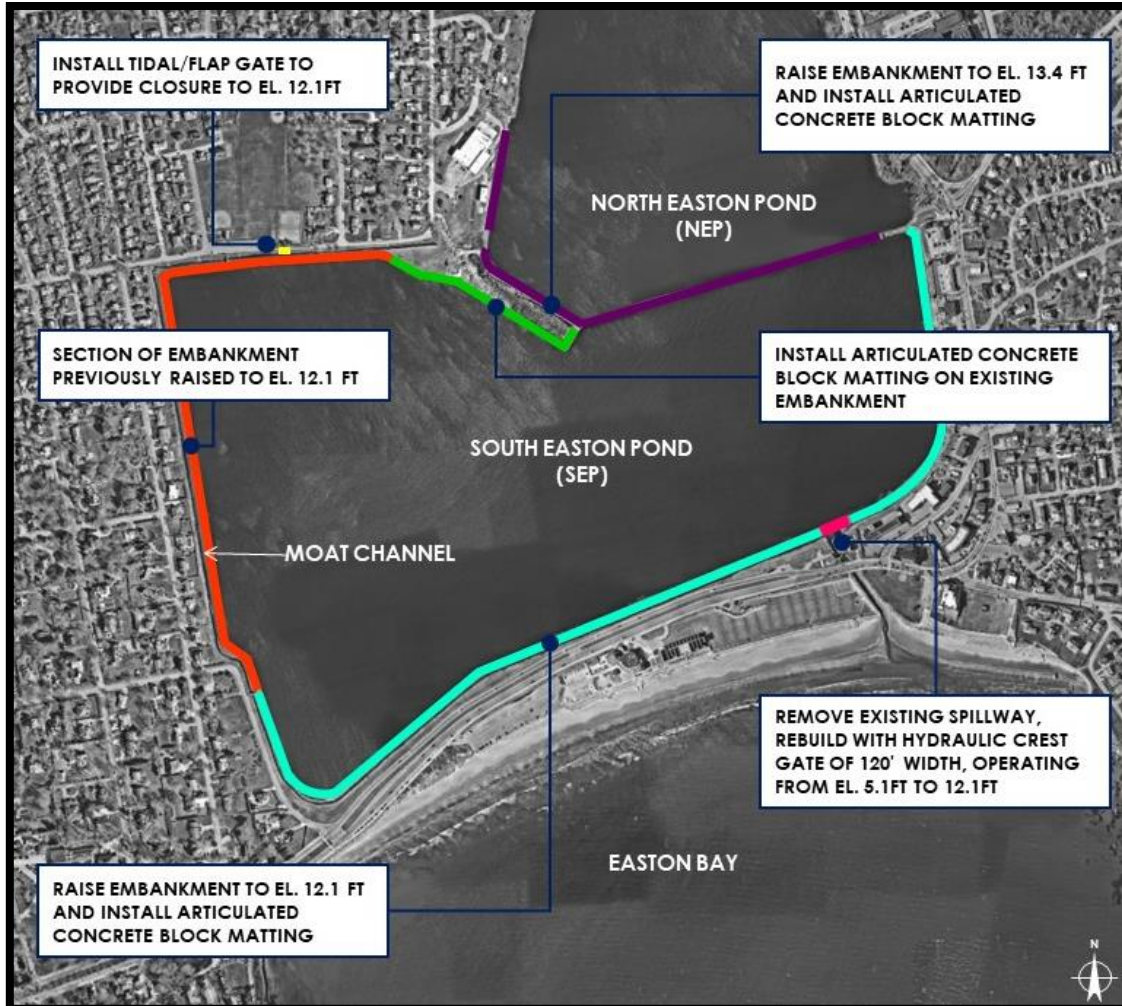 INSTALL TIDAL/FLAP GATE TO
PROVIDE CLOSURE TO EL. 12.1FT
RAISE EMBANKMENT TO EL. 13.4 FT
AND INSTALL ARTICULATED
CONCRETE BLOCK MATTING
NORTH EASTON POND
(NEP)
SECTION OF EMBANKMENT
PREVIOUSLY RAISED TO EL. 12.1 FT
INSTALL ARTICULATED CONCRETE
BLOCK MATTING ON EXISTING
EMBANKMENT
SOUTH EASTON POND
(SEP)
MOAT CHANNEL
REMOVE EXISTING SPILLWAY,
REBUILD WITH HYDRAULIC CREST
GATE OF 120' WIDTH, OPERATING
FROM EL. 5.1FT TO 12.1FT
EASTON BAY
RAISE EMBANKMENT TO EL. 12.1 FT
AND INSTALL ARTICULATED
CONCRETE BLOCK MATTING
N